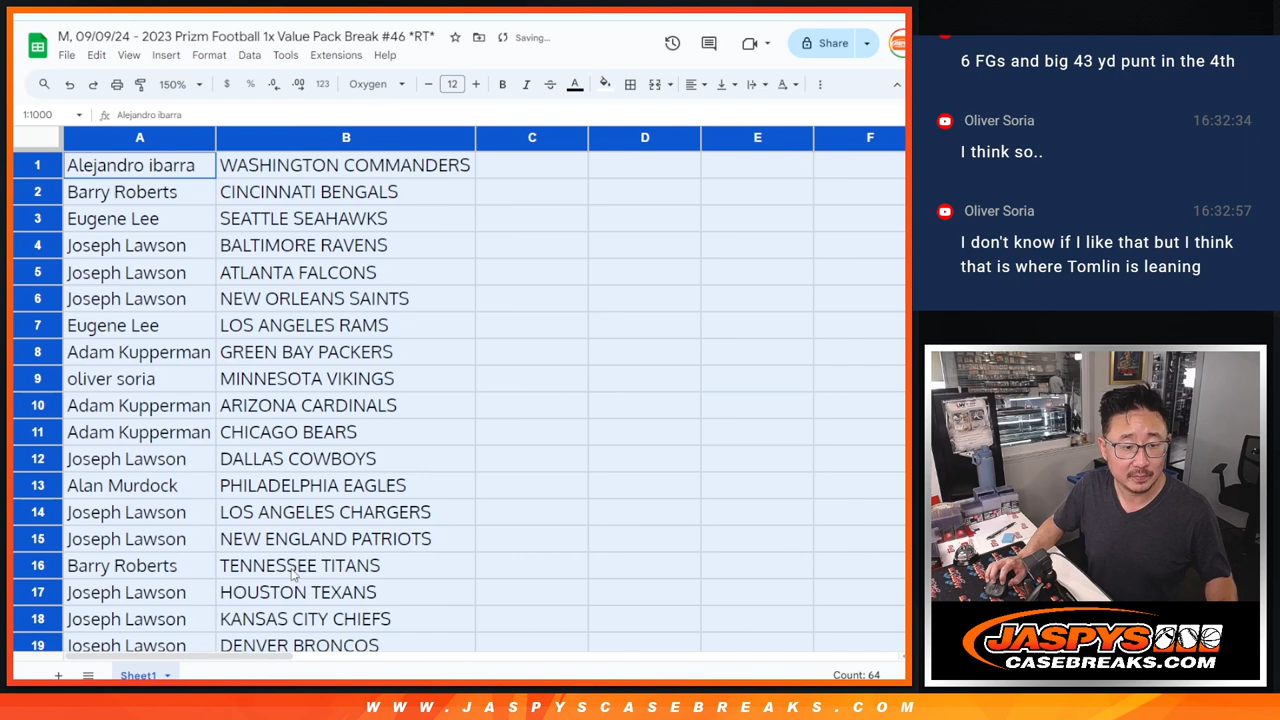 M, 09/09/24 - 2023 Prizm Football 1x Value Pack Break #46 *RT* Saving...
File Edit View Insert Format Data Tools Extensions Help
Share
150% $ % .0 .00 123 Oxygen - 12 + B I A
1:1000 fx Alejandro ibarra
A B C D E F
1 Alejandro ibarra WASHINGTON COMMANDERS
2 Barry Roberts CINCINNATI BENGALS
3 Eugene Lee SEATTLE SEAHAWKS
4 Joseph Lawson BALTIMORE RAVENS
5 Joseph Lawson ATLANTA FALCONS
6 Joseph Lawson NEW ORLEANS SAINTS
7 Eugene Lee LOS ANGELES RAMS
8 Adam Kupperman GREEN BAY PACKERS
9 oliver soria MINNESOTA VIKINGS
10 Adam Kupperman ARIZONA CARDINALS
11 Adam Kupperman CHICAGO BEARS
12 Joseph Lawson DALLAS COWBOYS
13 Alan Murdock PHILADELPHIA EAGLES
14 Joseph Lawson LOS ANGELES CHARGERS
15 Joseph Lawson NEW ENGLAND PATRIOTS
16 Barry Roberts TENNESSEE TITANS
17 Joseph Lawson HOUSTON TEXANS
18 Joseph Lawson KANSAS CITY CHIEFS
19 Joseph Lawson DENVER BRONCOS
+ Sheet1 Count: 64
6 FGs and big 43 yd punt in the 4th
Oliver Soria 16:32:34
I think so..
Oliver Soria 16:32:57
I don't know if I like that but I think
that is where Tomlin is leaning
JASPYS
CASEBREAKS.COM
WWW.JASPYSCASEBREAKS.COM